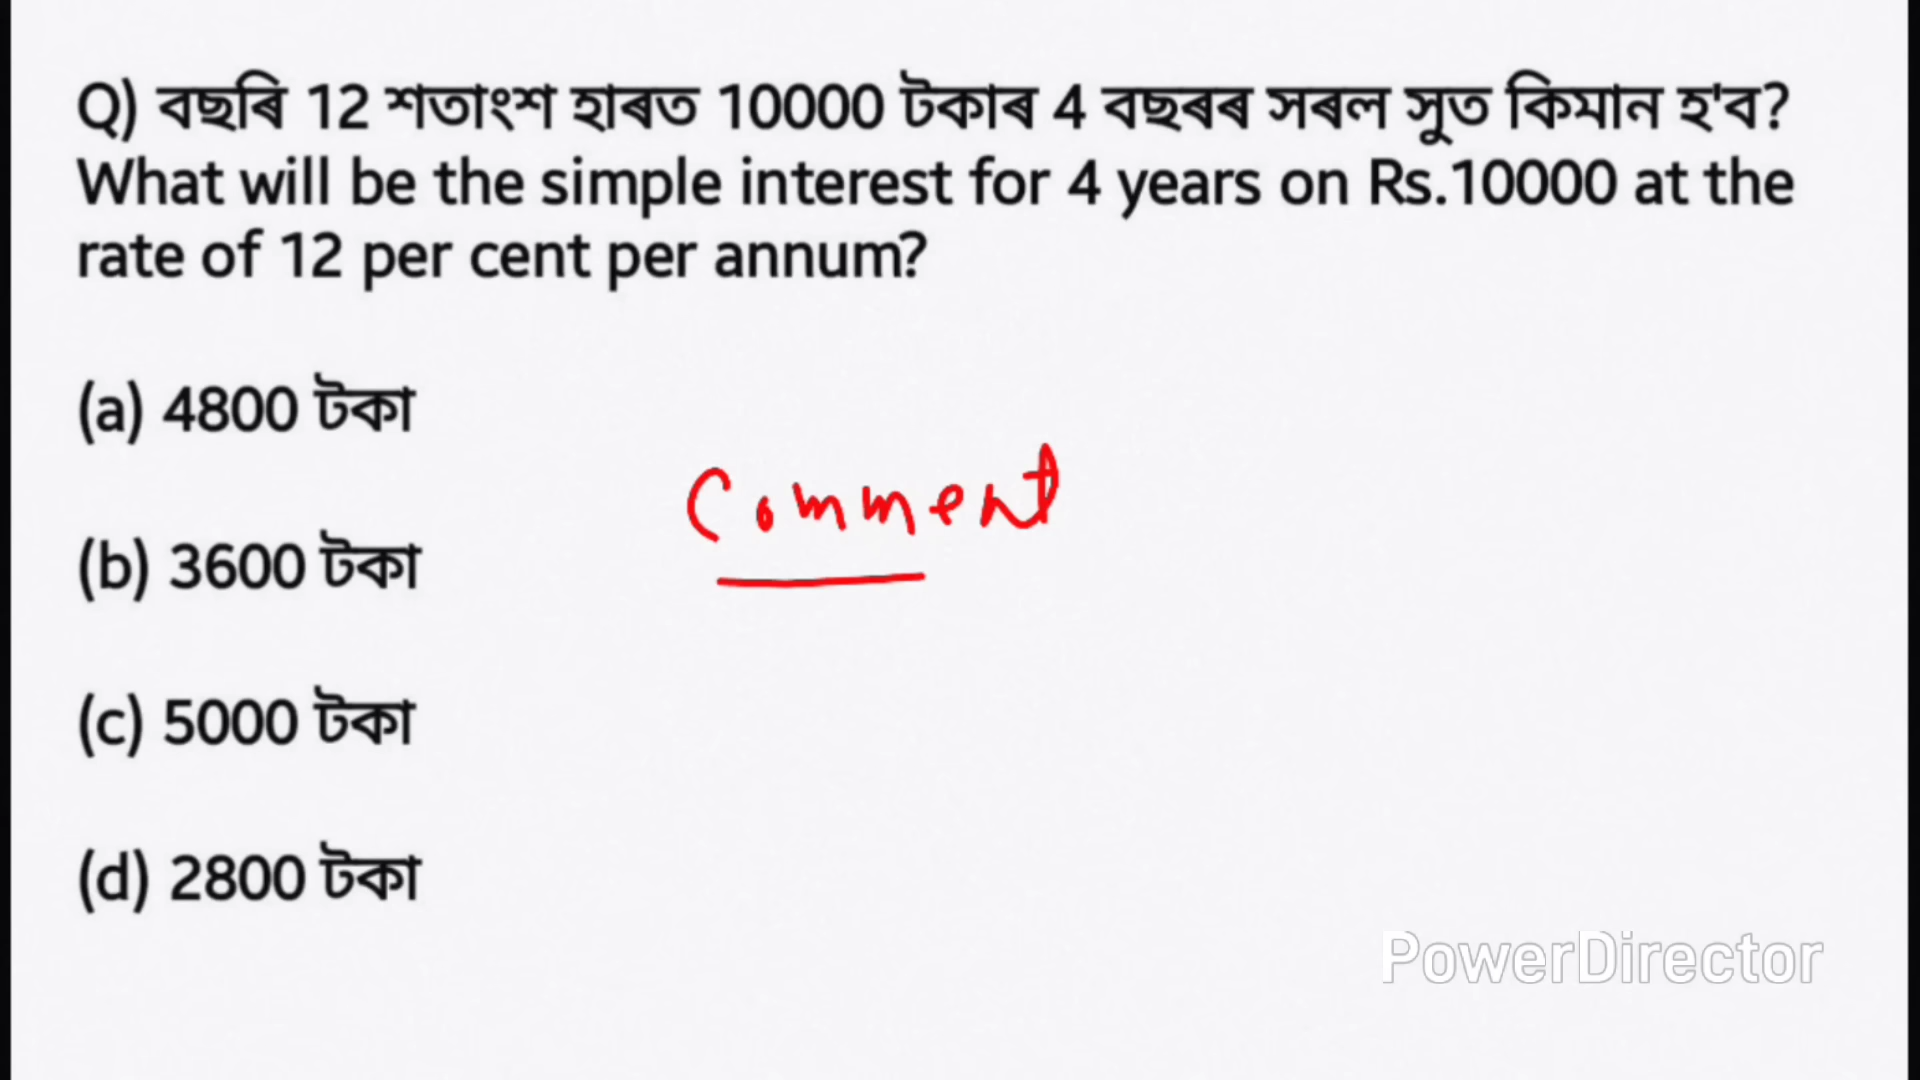 Q) বছৰি 12 শতাংশ হাৰত 10000 টকাৰ 4 বছৰৰ সৰল সুত কিমান হ'ব?
What will be the simple interest for 4 years on Rs.10000 at the
rate of 12 per cent per annum?
(a) 4800 টকা
Comment
(b) 3600 টকা
(c) 5000 টকা
(d) 2800 টকা
PowerDirector